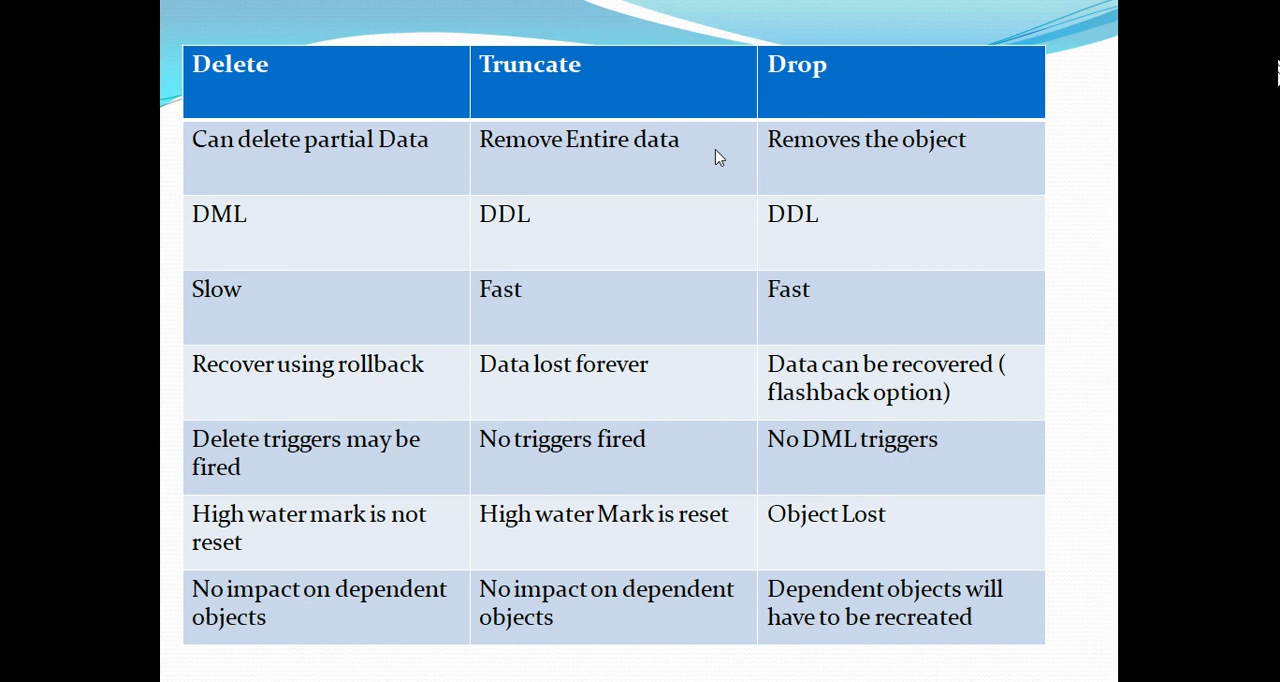 Delete
Truncate
Drop
Can delete partial Data
Remove Entire data
Removes the object
DML
DDL
DDL
Slow
Fast
Fast
Recover using rollback
Data lost forever
Data can be recovered (
flashback option)
Delete triggers may be
fired
No triggers fired
No DML triggers
High water mark is not
reset
High water Mark is reset
Object Lost
No impact on dependent
objects
No impact on dependent
objects
Dependent objects will
have to be recreated